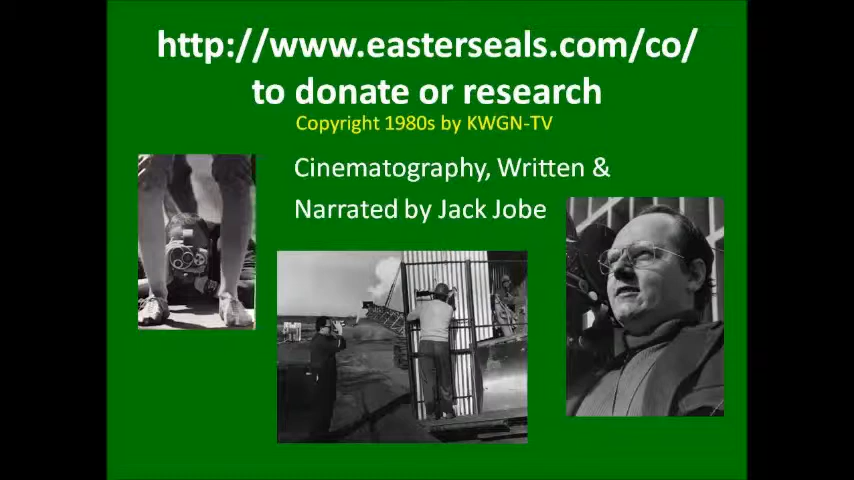 http://www.easterseals.com/co/
to donate or research
Copyright 1980s by KWGN-TV
Cinematography, Written &
Narrated by Jack Jobe